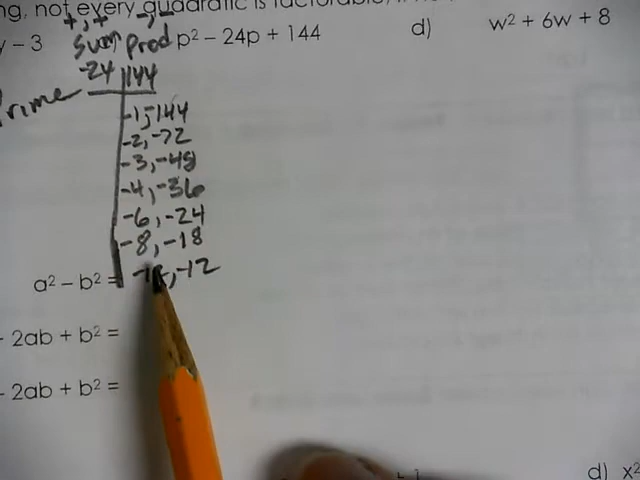 ng, not every quadratic is factorable, if
+, + -, -
y – 3 sum prod p² – 24p + 144 d) w² + 6w + 8
-24 144
Prime
-1, -144
-2, -72
-3, -48
-4, -36
-6, -24
-8, -18
a² – b² = -12, -12
- 2ab + b² =
- 2ab + b² =
d) x²